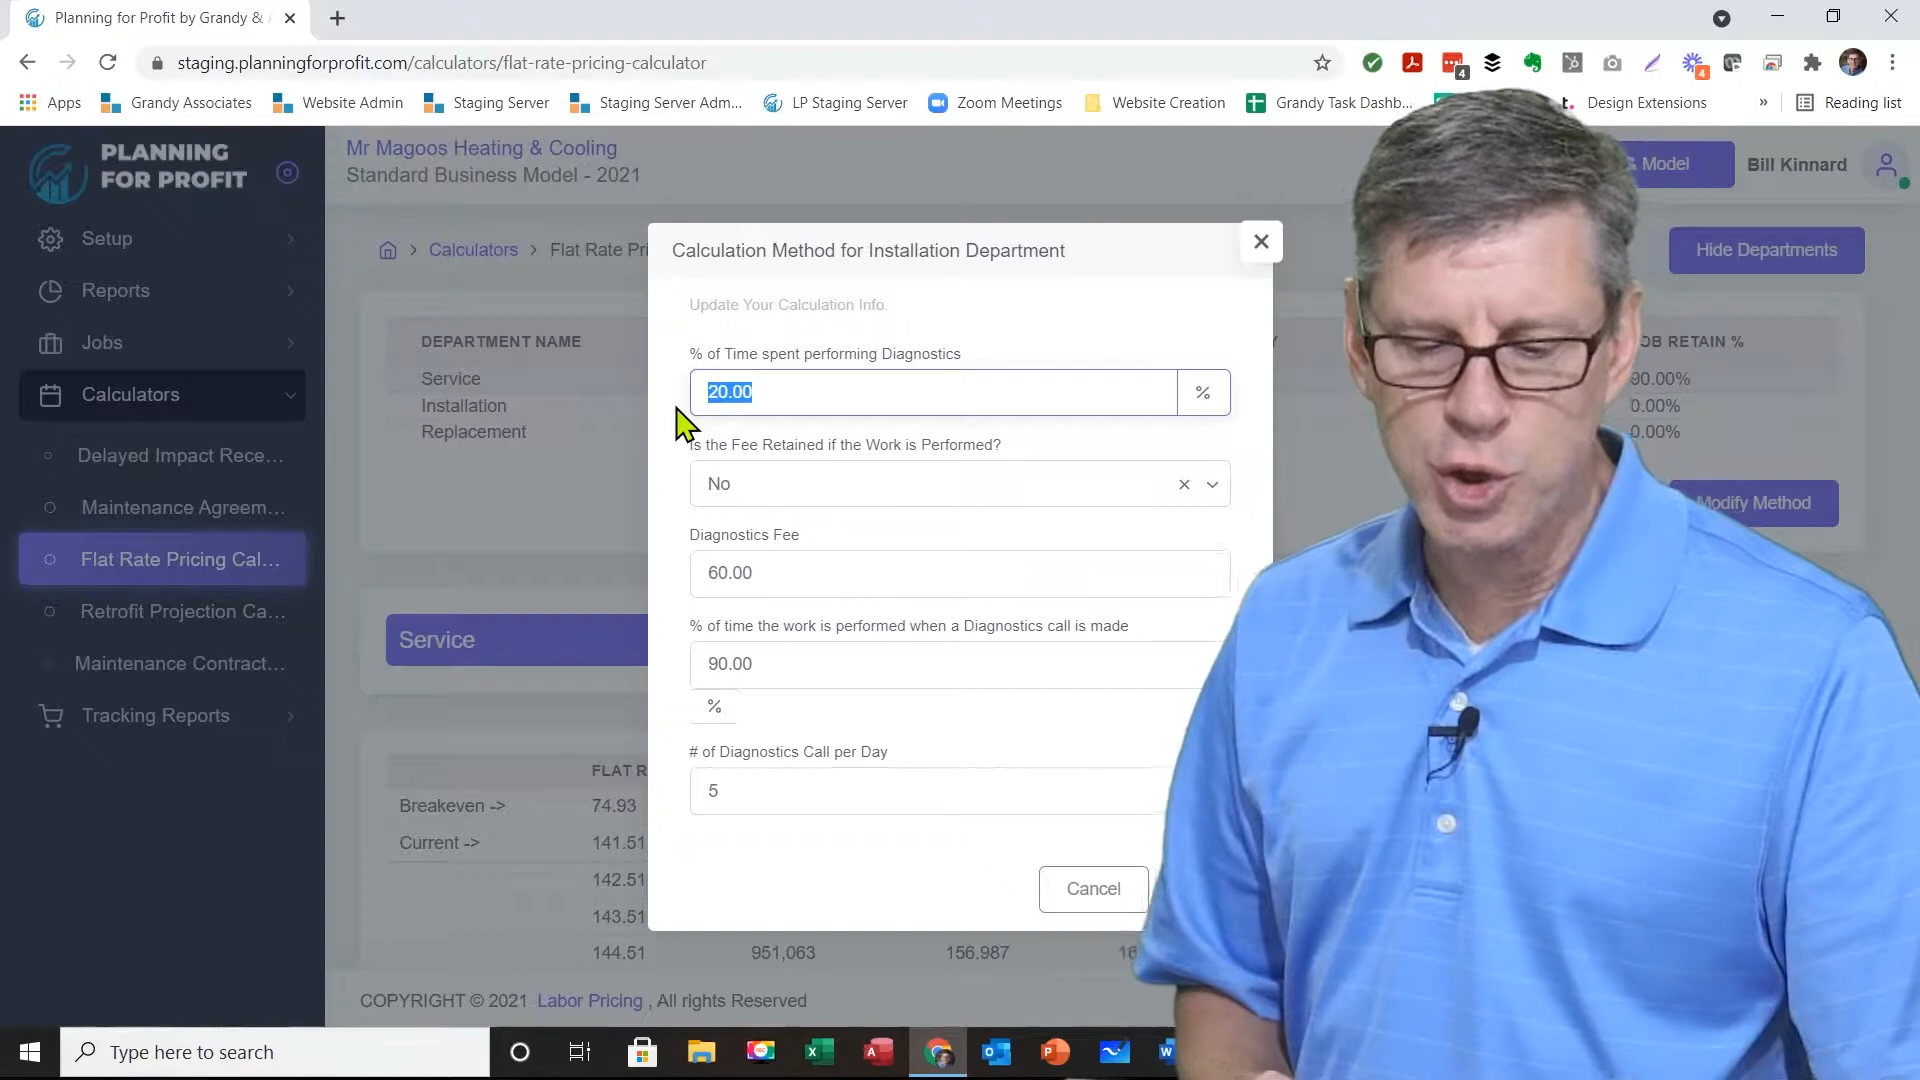 Planning for Profit by Grandy &
staging.planningforprofit.com/calculators/flat-rate-pricing-calculator
4
4
Apps
Grandy Associates
Website Admin
Staging Server
Staging Server Adm...
LP Staging Server
Zoom Meetings
Website Creation
Grandy Task Dashb...
Design Extensions
»
Reading list
PLANNING
FOR PROFIT
Mr Magoos Heating & Cooling
Standard Business Model - 2021
& Model
Bill Kinnard
Setup
Reports
Jobs
Calculators
Delayed Impact Rece...
Maintenance Agreem...
Flat Rate Pricing Cal...
Retrofit Projection Ca...
Maintenance Contract...
Tracking Reports
Calculators
Flat Rate Pri
Hide Departments
DEPARTMENT NAME
OB RETAIN %
Service
90.00%
Installation
0.00%
Replacement
0.00%
Modify Method
Service
FLAT R
Breakeven ->
74.93
Current ->
141.51
142.51
143.51
144.51
951,063
156,987
Calculation Method for Installation Department
Update Your Calculation Info.
% of Time spent performing Diagnostics
20.00
%
Is the Fee Retained if the Work is Performed?
No
Diagnostics Fee
60.00
% of time the work is performed when a Diagnostics call is made
90.00
%
# of Diagnostics Call per Day
5
Cancel
COPYRIGHT © 2021 Labor Pricing , All rights Reserved
Type here to search